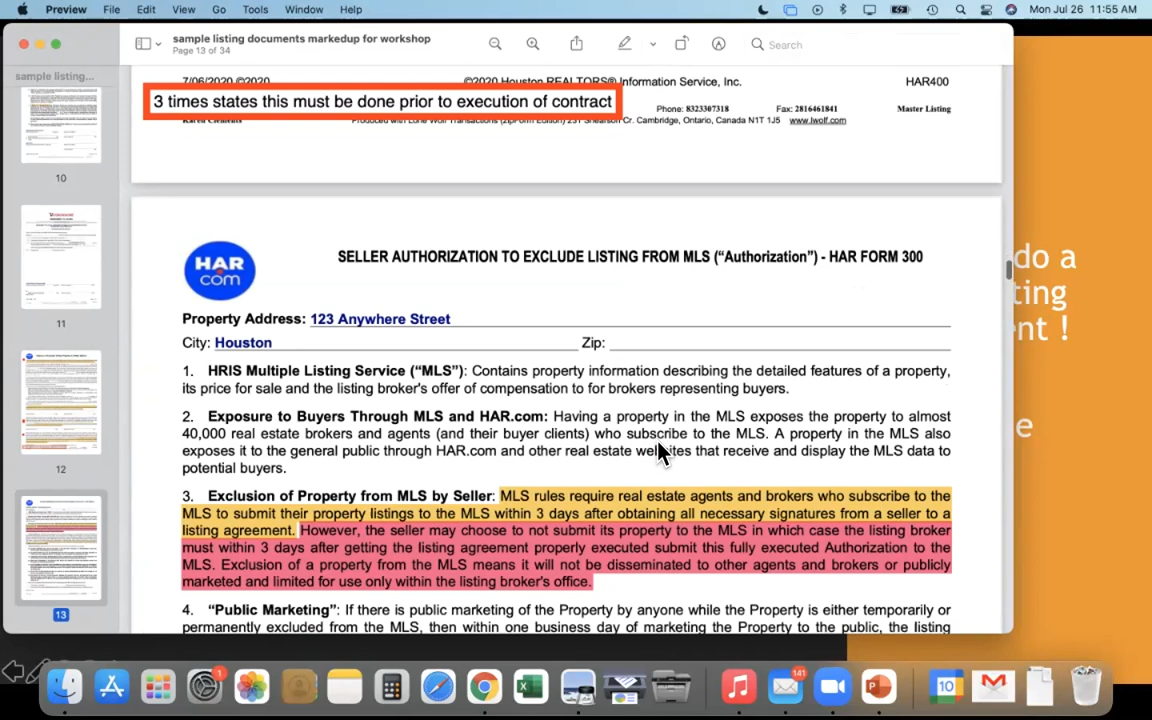 Preview File Edit View Go Tools Window Help Mon Jul 26 11:55 AM
sample listing documents markedup for workshop
Page 13 of 34
Search
sample listing...
10
11
12
13
7/06/2020 ©2020 ©2020 Houston REALTORS® Information Service, Inc. HAR400
3 times states this must be done prior to execution of contract
Phone: 8323307318 Fax: 2816461841 Master Listing
Produced with Lone Wolf Transactions (zipForm Edition) 231 Shearson Cr. Cambridge, Ontario, Canada N1T 1J5 www.lwolf.com
HAR
com
SELLER AUTHORIZATION TO EXCLUDE LISTING FROM MLS ("Authorization") - HAR FORM 300
Property Address: 123 Anywhere Street
City: Houston Zip:
1. HRIS Multiple Listing Service ("MLS"): Contains property information describing the detailed features of a property,
its price for sale and the listing broker's offer of compensation to for brokers representing buyers.
2. Exposure to Buyers Through MLS and HAR.com: Having a property in the MLS exposes the property to almost
40,000 real estate brokers and agents (and their buyer clients) who subscribe to the MLS. A property in the MLS also
exposes it to the general public through HAR.com and other real estate websites that receive and display the MLS data to
potential buyers.
3. Exclusion of Property from MLS by Seller: MLS rules require real estate agents and brokers who subscribe to the
MLS to submit their property listings to the MLS within 3 days after obtaining all necessary signatures from a seller to a
listing agreement. However, the seller may chose to not submit its property to the MLS in which case the listing broker
must within 3 days after getting the listing agreement properly executed submit this fully executed Authorization to the
MLS. Exclusion of a property from the MLS means it will not be disseminated to other agents and brokers or publicly
marketed and limited for use only within the listing broker's office.
4. "Public Marketing": If there is public marketing of the Property by anyone while the Property is either temporarily or
permanently excluded from the MLS, then within one business day of marketing the Property to the public, the listing
do a
ting
nt !
e
1
141
10